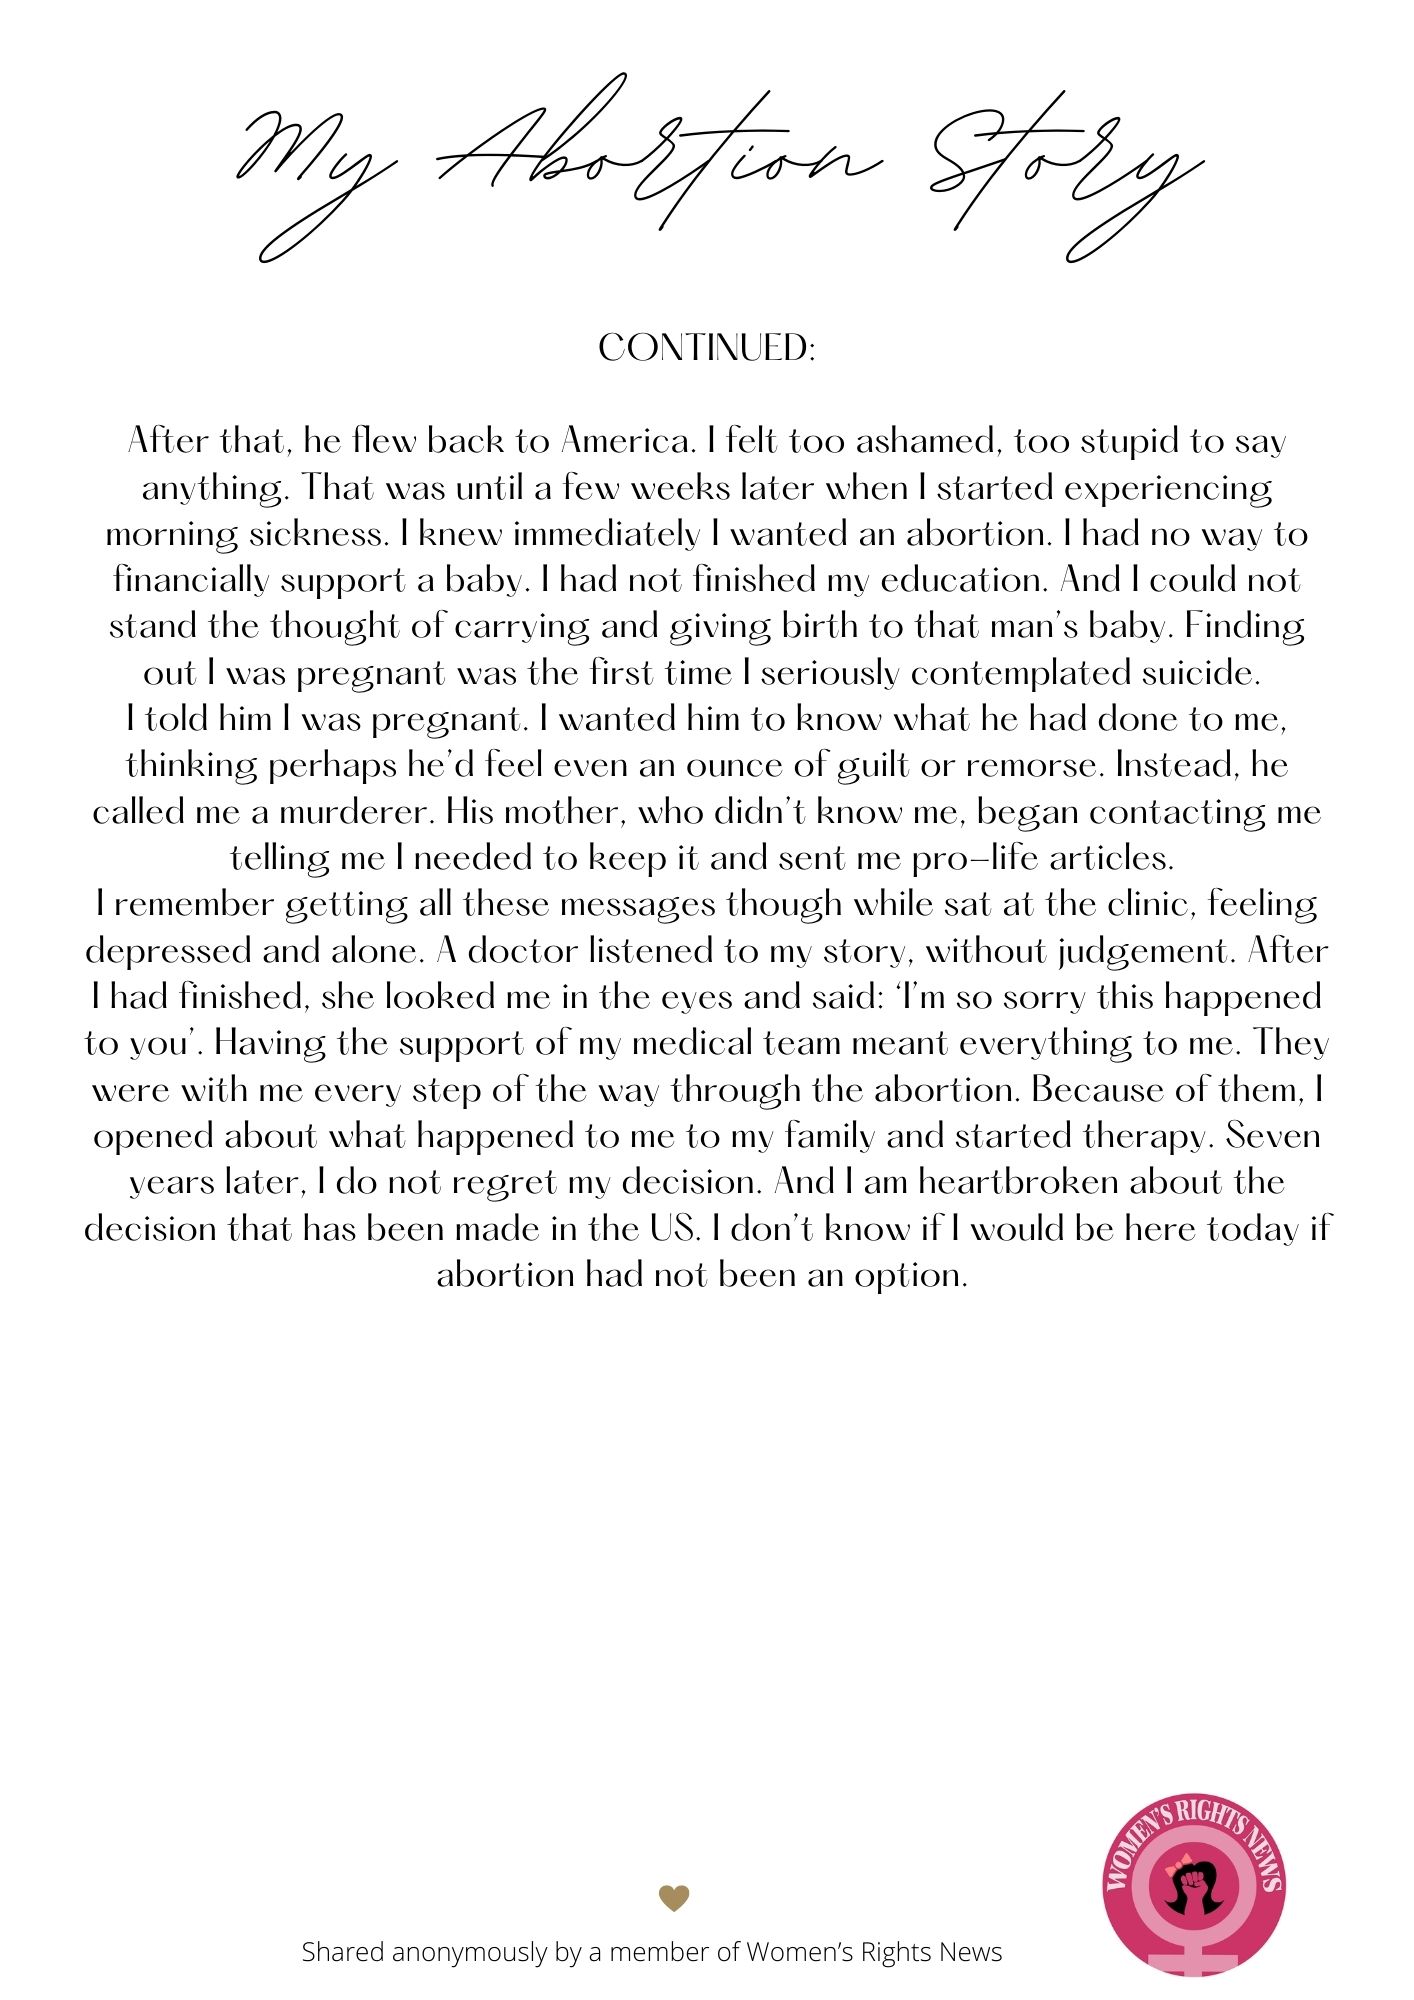 My Abortion Story
CONTINUED:
After that, he flew back to America. I felt too ashamed, too stupid to say
anything. That was until a few weeks later when I started experiencing
morning sickness. I knew immediately I wanted an abortion. I had no way to
financially support a baby. I had not finished my education. And I could not
stand the thought of carrying and giving birth to that man’s baby. Finding
out I was pregnant was the first time I seriously contemplated suicide.
I told him I was pregnant. I wanted him to know what he had done to me,
thinking perhaps he’d feel even an ounce of guilt or remorse. Instead, he
called me a murderer. His mother, who didn’t know me, began contacting me
telling me I needed to keep it and sent me pro–life articles.
I remember getting all these messages though while sat at the clinic, feeling
depressed and alone. A doctor listened to my story, without judgement. After
I had finished, she looked me in the eyes and said: ‘I’m so sorry this happened
to you’. Having the support of my medical team meant everything to me. They
were with me every step of the way through the abortion. Because of them, I
opened about what happened to me to my family and started therapy. Seven
years later, I do not regret my decision. And I am heartbroken about the
decision that has been made in the US. I don’t know if I would be here today if
abortion had not been an option.
WOMEN'S RIGHTS NEWS
Shared anonymously by a member of Women’s Rights News